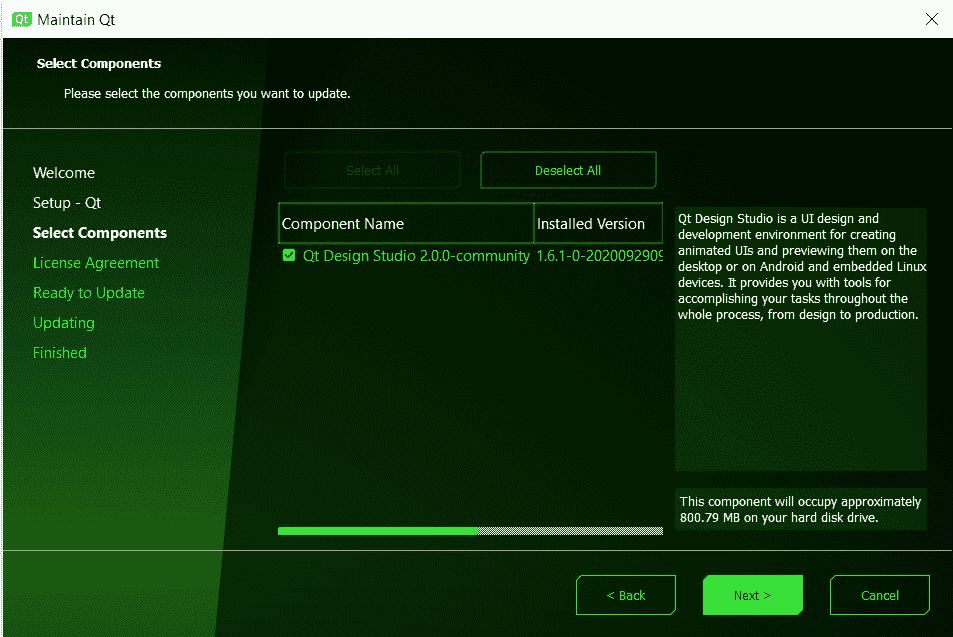 Qt Maintain Qt
Select Components
Please select the components you want to update.
Welcome
Setup - Qt
Select Components
License Agreement
Ready to Update
Updating
Finished
Select All
Deselect All
Component Name Installed Version
Qt Design Studio 2.0.0-community 1.6.1-0-2020092909
Qt Design Studio is a UI design and
development environment for creating
animated UIs and previewing them on the
desktop or on Android and embedded Linux
devices. It provides you with tools for
accomplishing your tasks throughout the
whole process, from design to production.
This component will occupy approximately
800.79 MB on your hard disk drive.
< Back
Next >
Cancel